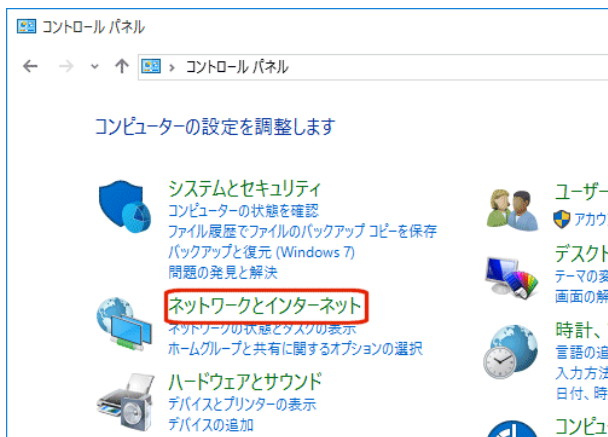 コントロール パネル
コントロール パネル
コンピューターの設定を調整します
システムとセキュリティ
コンピューターの状態を確認
ファイル履歴でファイルのバックアップ コピーを保存
バックアップと復元 (Windows 7)
問題の発見と解決
ネットワークとインターネット
ネットワークの状態とタスクの表示
ホームグループと共有に関するオプションの選択
ハードウェアとサウンド
デバイスとプリンターの表示
デバイスの追加
ユーザー
アカウ
デスクト
テーマの変
画面の解
時計、
言語の追
入力方法
日付、時
コンピュ